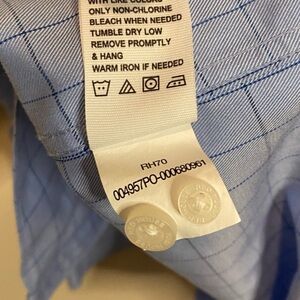 WITH LIKE COLORS
ONLY NON-CHLORINE
BLEACH WHEN NEEDED
TUMBLE DRY LOW
REMOVE PROMPTLY
& HANG
WARM IRON IF NEEDED
RH70
004957PO-000680961